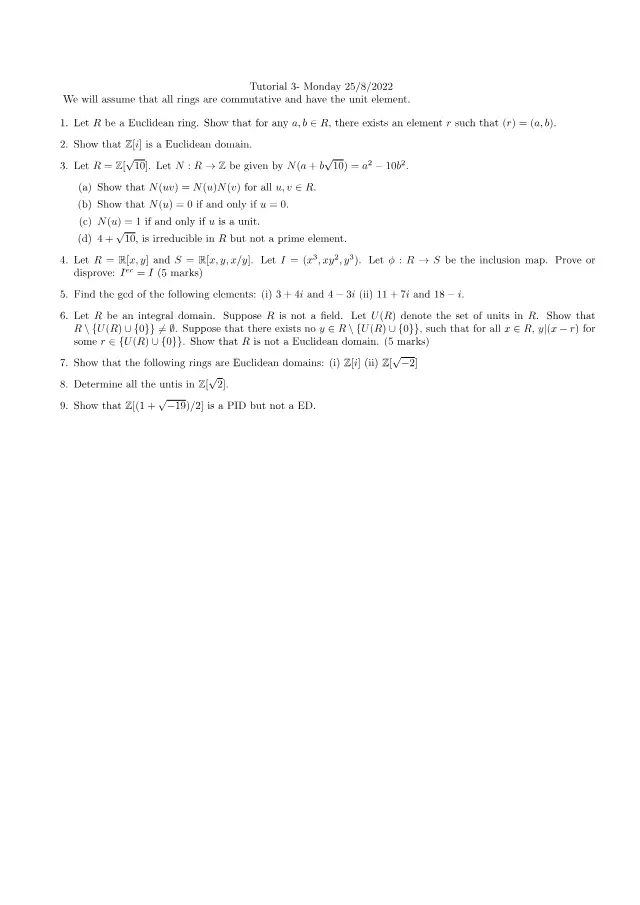 Tutorial 3- Monday 25/8/2022
We will assume that all rings are commutative and have the unit element.
1. Let R be a Euclidean ring. Show that for any a, b ∈ R, there exists an element r such that (r) = (a, b).
2. Show that ℤ[i] is a Euclidean domain.
3. Let R = ℤ[√10]. Let N : R → ℤ be given by N(a + b√10) = a² − 10b².
(a) Show that N(uv) = N(u)N(v) for all u, v ∈ R.
(b) Show that N(u) = 0 if and only if u = 0.
(c) N(u) = 1 if and only if u is a unit.
(d) 4 + √10, is irreducible in R but not a prime element.
4. Let R = ℝ[x, y] and S = ℝ[x, y, x/y]. Let I = (x³, xy², y³). Let ϕ : R → S be the inclusion map. Prove or
disprove: Iᵉᶜ = I (5 marks)
5. Find the gcd of the following elements: (i) 3 + 4i and 4 − 3i (ii) 11 + 7i and 18 − i.
6. Let R be an integral domain. Suppose R is not a field. Let U(R) denote the set of units in R. Show that
R \ {U(R) ∪ {0}} ≠ ∅. Suppose that there exists no y ∈ R \ {U(R) ∪ {0}}, such that for all x ∈ R, y|(x − r) for
some r ∈ {U(R) ∪ {0}}. Show that R is not a Euclidean domain. (5 marks)
7. Show that the following rings are Euclidean domains: (i) ℤ[i] (ii) ℤ[√−2]
8. Determine all the untis in ℤ[√2].
9. Show that ℤ[(1 + √−19)/2] is a PID but not a ED.